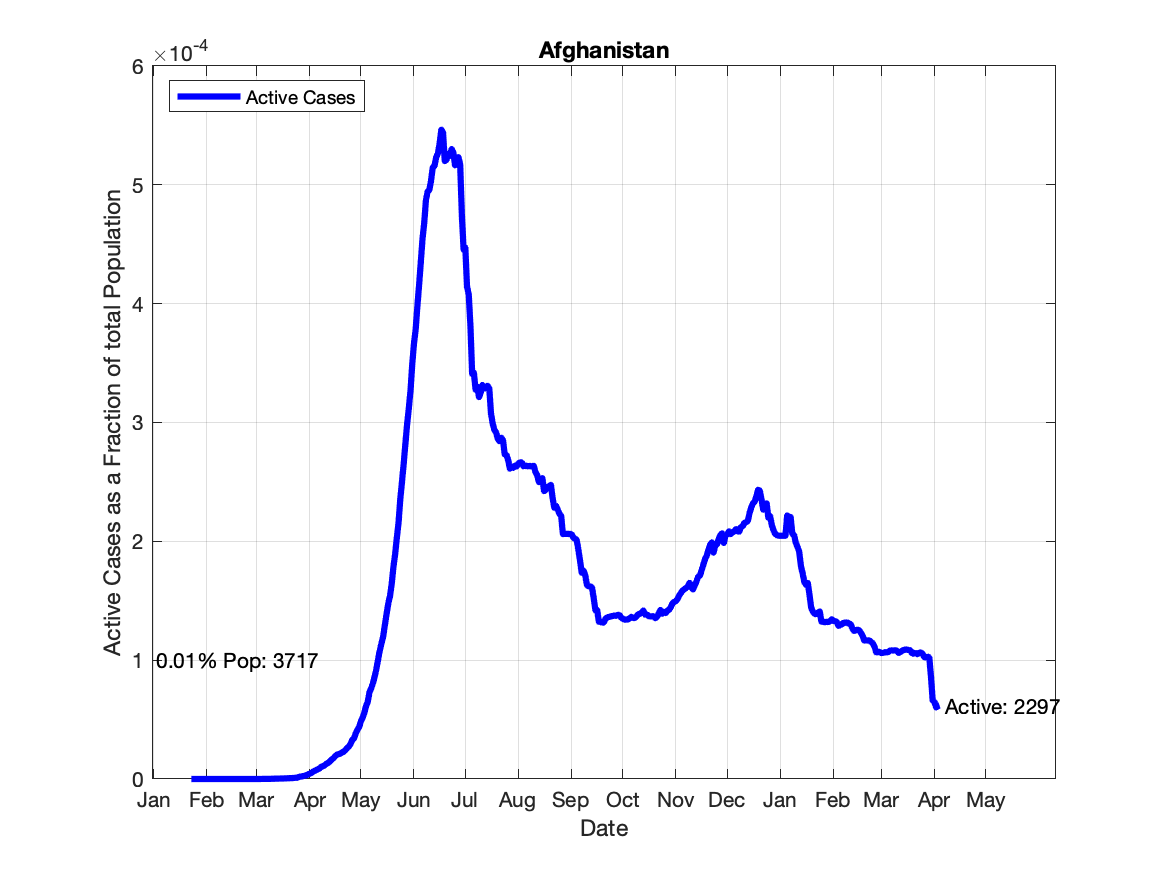 Afghanistan
×10⁻⁴
Active Cases
6
5
4
3
2
1
0
Active Cases as a Fraction of total Population
0.01% Pop: 3717
Active: 2297
Jan Feb Mar Apr May Jun Jul Aug Sep Oct Nov Dec Jan Feb Mar Apr May
Date